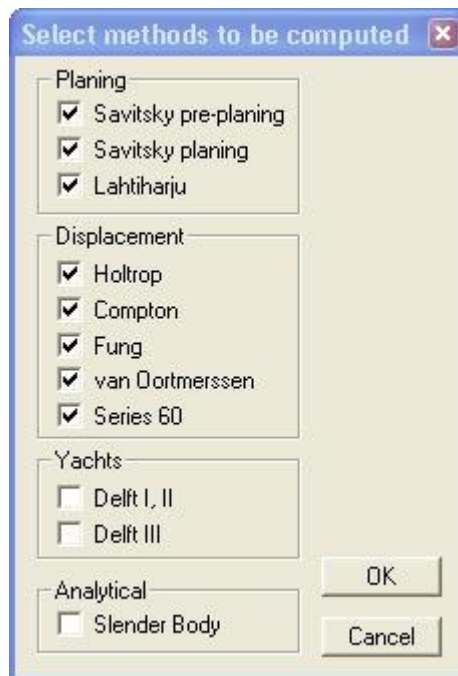 Select methods to be computed
Planing
Savitsky pre-planing
Savitsky planing
Lahtiharju
Displacement
Holtrop
Compton
Fung
van Oortmerssen
Series 60
Yachts
Delft I, II
Delft III
Analytical
Slender Body
OK
Cancel